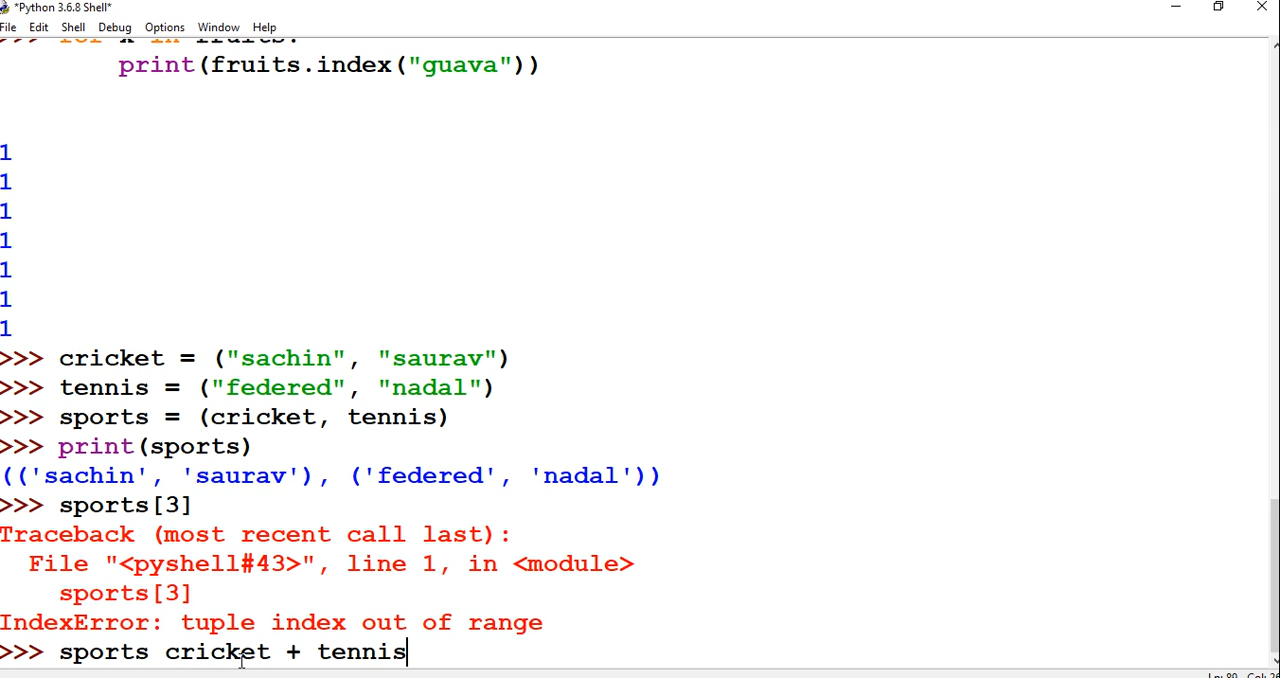 *Python 3.6.8 Shell*
File Edit Shell Debug Options Window Help
>>> for x in fruits:
print(fruits.index("guava"))
1
1
1
1
1
1
1
>>> cricket = ("sachin", "saurav")
>>> tennis = ("federed", "nadal")
>>> sports = (cricket, tennis)
>>> print(sports)
(('sachin', 'saurav'), ('federed', 'nadal'))
>>> sports[3]
Traceback (most recent call last):
File "<pyshell#43>", line 1, in <module>
sports[3]
IndexError: tuple index out of range
>>> sports cricket + tennis